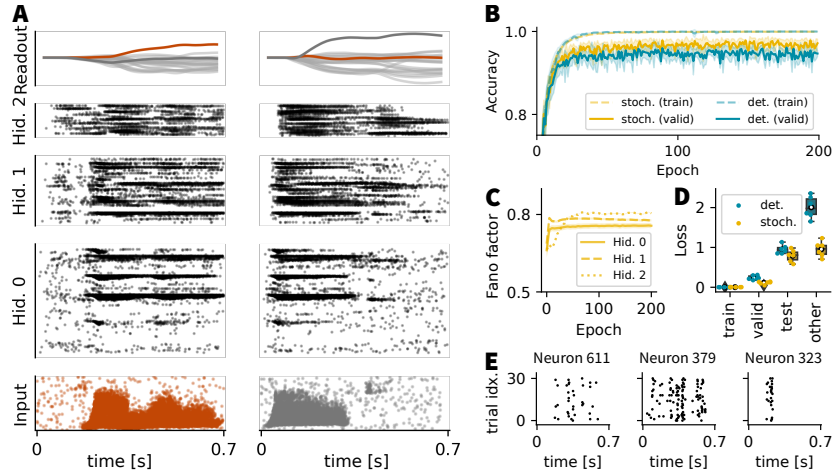 A
Readout
Hid. 2
Hid. 1
Hid. 0
Input
0 0.7 0 0.7
time [s] time [s]
B
Accuracy
1.0
0.8
stoch. (train) det. (train)
stoch. (valid) det. (valid)
0 100 200
Epoch
C
Fano factor
0.8
0.5
Hid. 0
Hid. 1
Hid. 2
0 100 200
Epoch
D
Loss
2
1
0
det.
stoch.
train valid test other
E
Neuron 611 Neuron 379 Neuron 323
trial idx.
30
0
0 0.7 0 0.7 0 0.7
time [s] time [s] time [s]